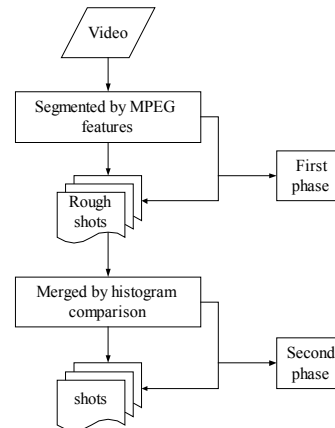 Video
Segmented by MPEG
features
First
phase
Rough
shots
Merged by histogram
comparison
Second
phase
shots